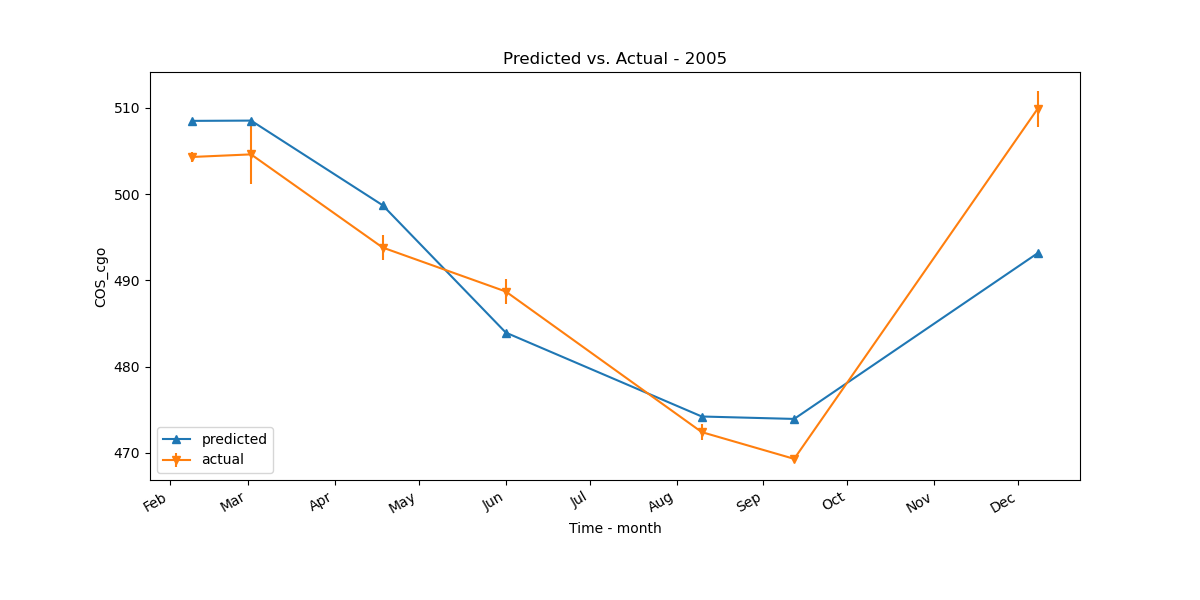 Predicted vs. Actual - 2005
COS_cgo
510
500
490
480
470
predicted
actual
Feb
Mar
Apr
May
Jun
Jul
Aug
Sep
Oct
Nov
Dec
Time - month